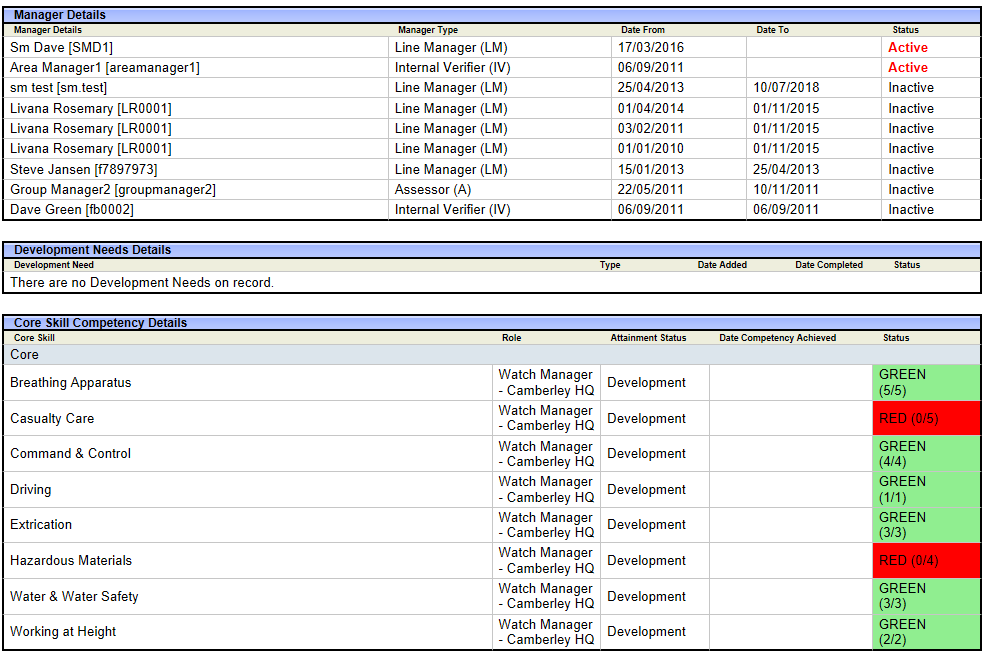 Manager Details
Manager Details Manager Type Date From Date To Status
Sm Dave [SMD1] Line Manager (LM) 17/03/2016 Active
Area Manager1 [areamanager1] Internal Verifier (IV) 06/09/2011 Active
sm test [sm.test] Line Manager (LM) 25/04/2013 10/07/2018 Inactive
Livana Rosemary [LR0001] Line Manager (LM) 01/04/2014 01/11/2015 Inactive
Livana Rosemary [LR0001] Line Manager (LM) 03/02/2011 01/11/2015 Inactive
Livana Rosemary [LR0001] Line Manager (LM) 01/01/2010 01/11/2015 Inactive
Steve Jansen [f7897973] Line Manager (LM) 15/01/2013 25/04/2013 Inactive
Group Manager2 [groupmanager2] Assessor (A) 22/05/2011 10/11/2011 Inactive
Dave Green [fb0002] Internal Verifier (IV) 06/09/2011 06/09/2011 Inactive
Development Needs Details
Development Need Type Date Added Date Completed Status
There are no Development Needs on record.
Core Skill Competency Details
Core Skill Role Attainment Status Date Competency Achieved Status
Core
Breathing Apparatus Watch Manager - Camberley HQ Development GREEN (5/5)
Casualty Care Watch Manager - Camberley HQ Development RED (0/5)
Command & Control Watch Manager - Camberley HQ Development GREEN (4/4)
Driving Watch Manager - Camberley HQ Development GREEN (1/1)
Extrication Watch Manager - Camberley HQ Development GREEN (3/3)
Hazardous Materials Watch Manager - Camberley HQ Development RED (0/4)
Water & Water Safety Watch Manager - Camberley HQ Development GREEN (3/3)
Working at Height Watch Manager - Camberley HQ Development GREEN (2/2)